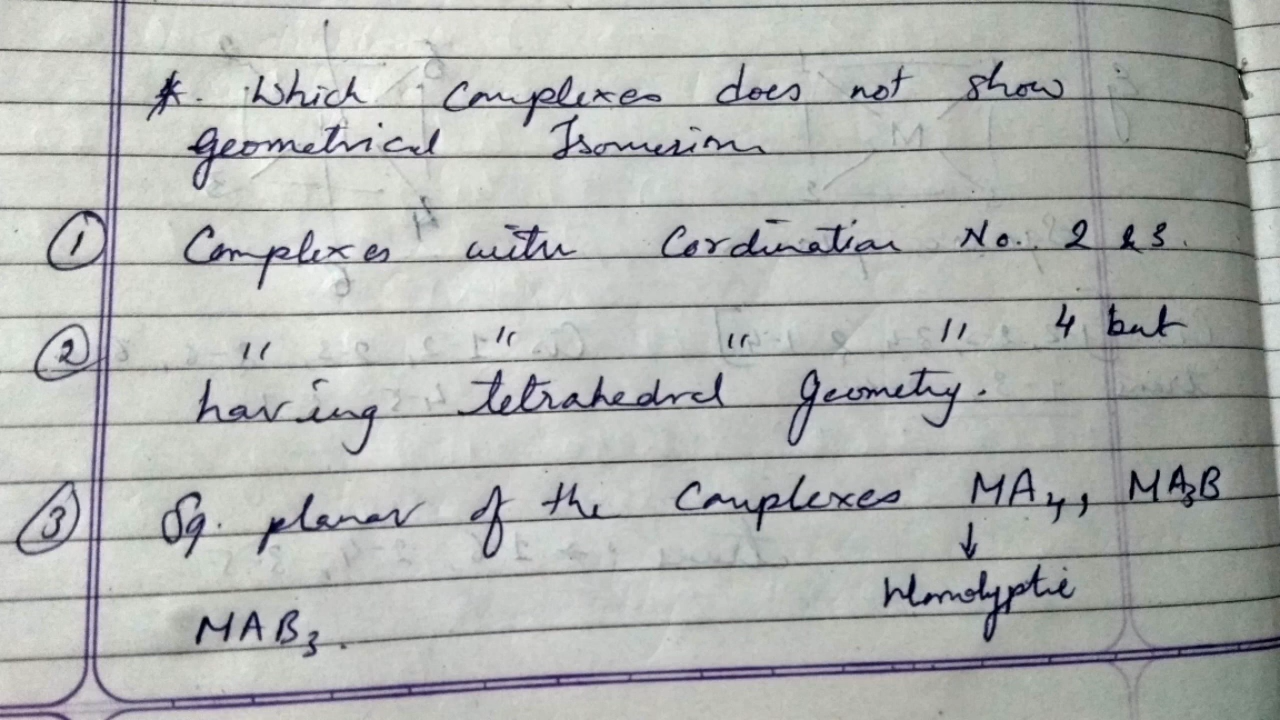 *. Which Complexes does not show
geometrical Isomerism
① Complexes with Cordination No. 2 & 3.
② " " " " 4 but
having tetrahedral Geometry.
③ Sq. planar of the Complexes MA₄, MA₃B
↓
Homolyptic
MAB₃.